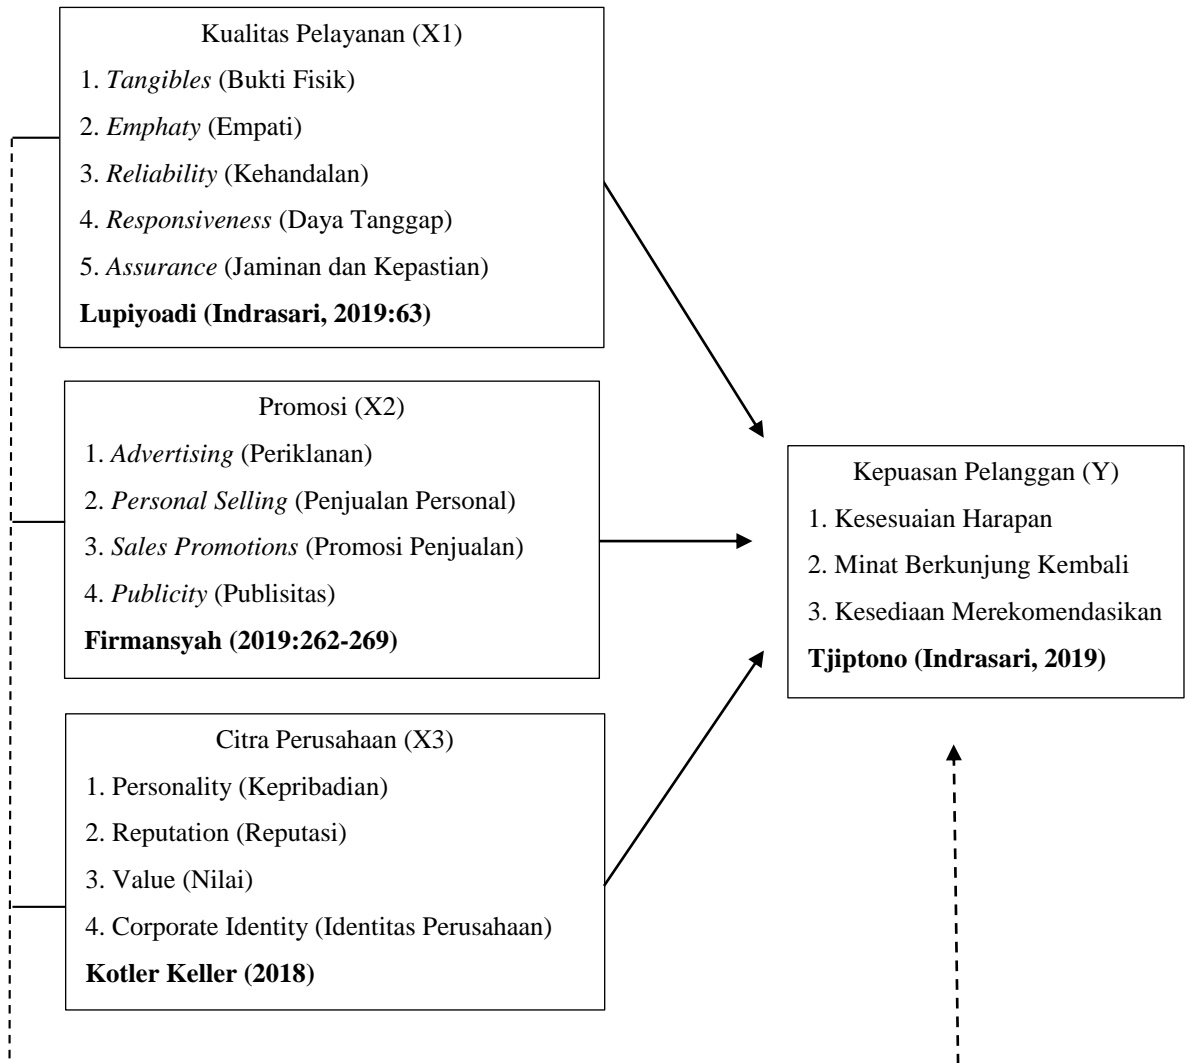 Kualitas Pelayanan (X1)
1. Tangibles (Bukti Fisik)
2. Emphaty (Empati)
3. Reliability (Kehandalan)
4. Responsiveness (Daya Tanggap)
5. Assurance (Jaminan dan Kepastian)
Lupiyoadi (Indrasari, 2019:63)
Promosi (X2)
1. Advertising (Periklanan)
2. Personal Selling (Penjualan Personal)
3. Sales Promotions (Promosi Penjualan)
4. Publicity (Publisitas)
Firmansyah (2019:262-269)
Citra Perusahaan (X3)
1. Personality (Kepribadian)
2. Reputation (Reputasi)
3. Value (Nilai)
4. Corporate Identity (Identitas Perusahaan)
Kotler Keller (2018)
Kepuasan Pelanggan (Y)
1. Kesesuaian Harapan
2. Minat Berkunjung Kembali
3. Kesediaan Merekomendasikan
Tjiptono (Indrasari, 2019)